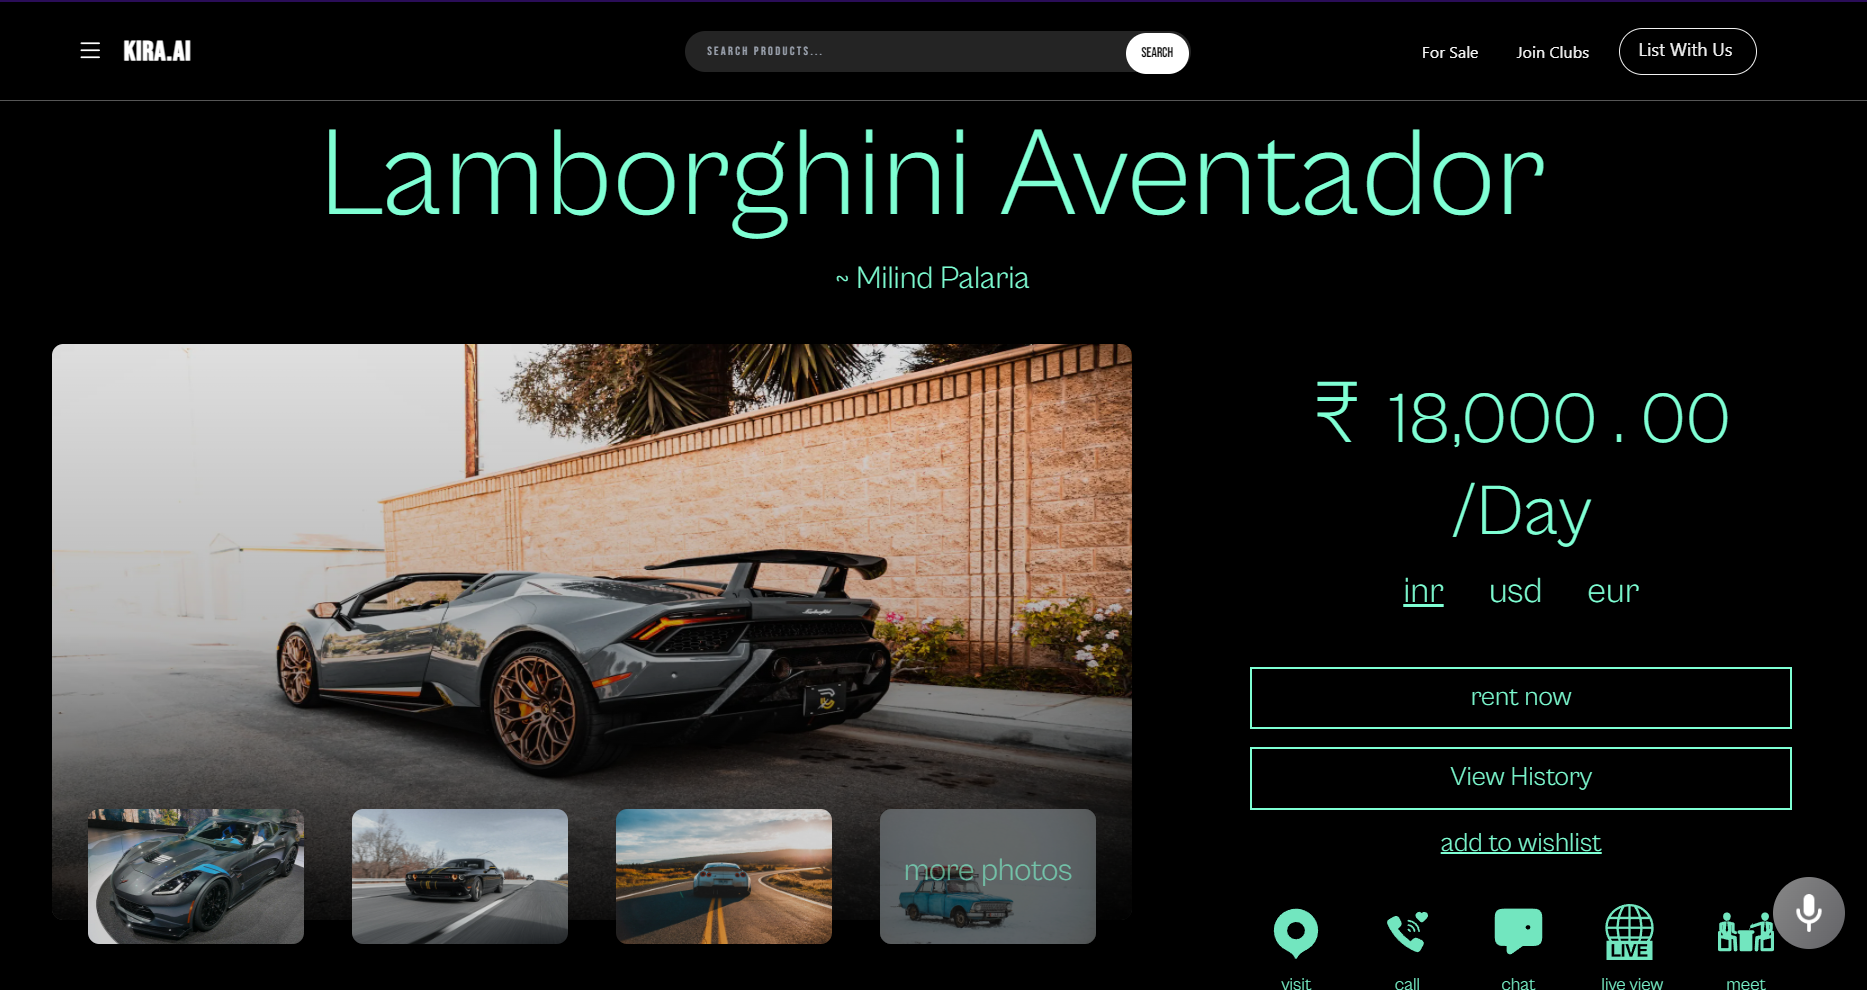 KIRA.AI
SEARCH PRODUCTS...
SEARCH
For Sale
Join Clubs
List With Us
Lamborghini Aventador
~ Milind Palaria
₹ 18,000 . 00
/Day
inr usd eur
rent now
View History
add to wishlist
more photos
LIVE
visit call chat live view meet